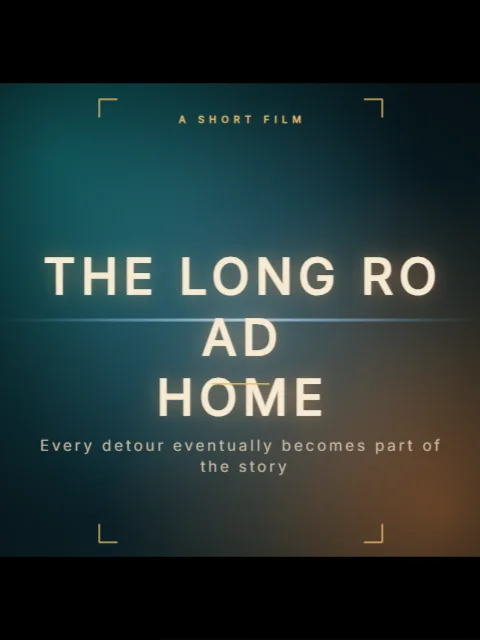 A SHORT FILM
THE LONG RO
AD
HOME
Every detour eventually becomes part of
the story